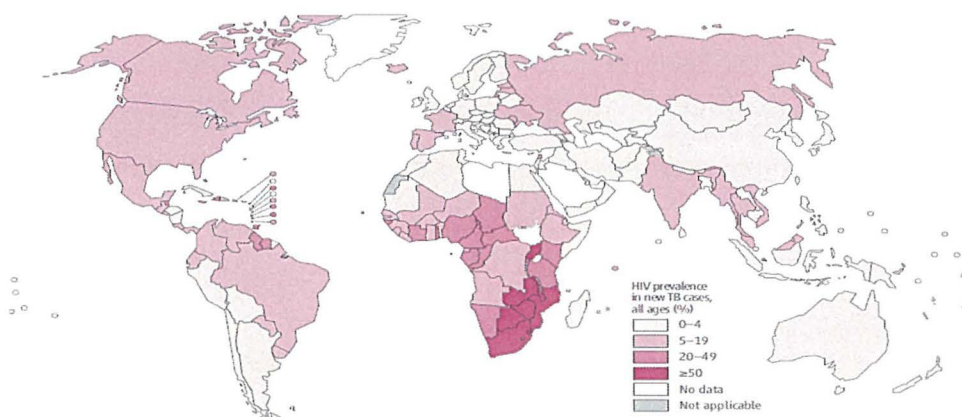 HIV prevalence
in new TB cases,
all ages (%)
0–4
5–19
20–49
≥50
No data
Not applicable